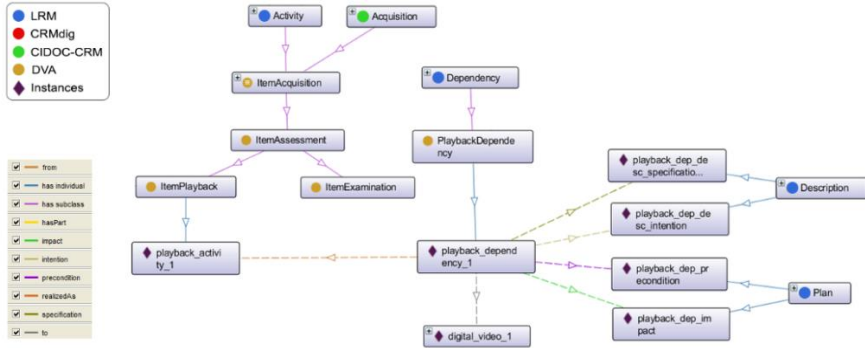 LRM
CRMdig
CIDOC-CRM
DVA
Instances
Activity
Acquisition
ItemAcquisition
Dependency
ItemAssessment
PlaybackDepende
ncy
ItemPlayback
ItemExamination
playback_dep_de
sc_specificatio...
Description
playback_dep_de
sc_intention
playback_activi
ty_1
playback_depend
ency_1
playback_dep_pr
econdition
Plan
playback_dep_im
pact
digital_video_1
from
has individual
has subclass
hasPart
impact
intention
precondition
realizedAs
specification
to